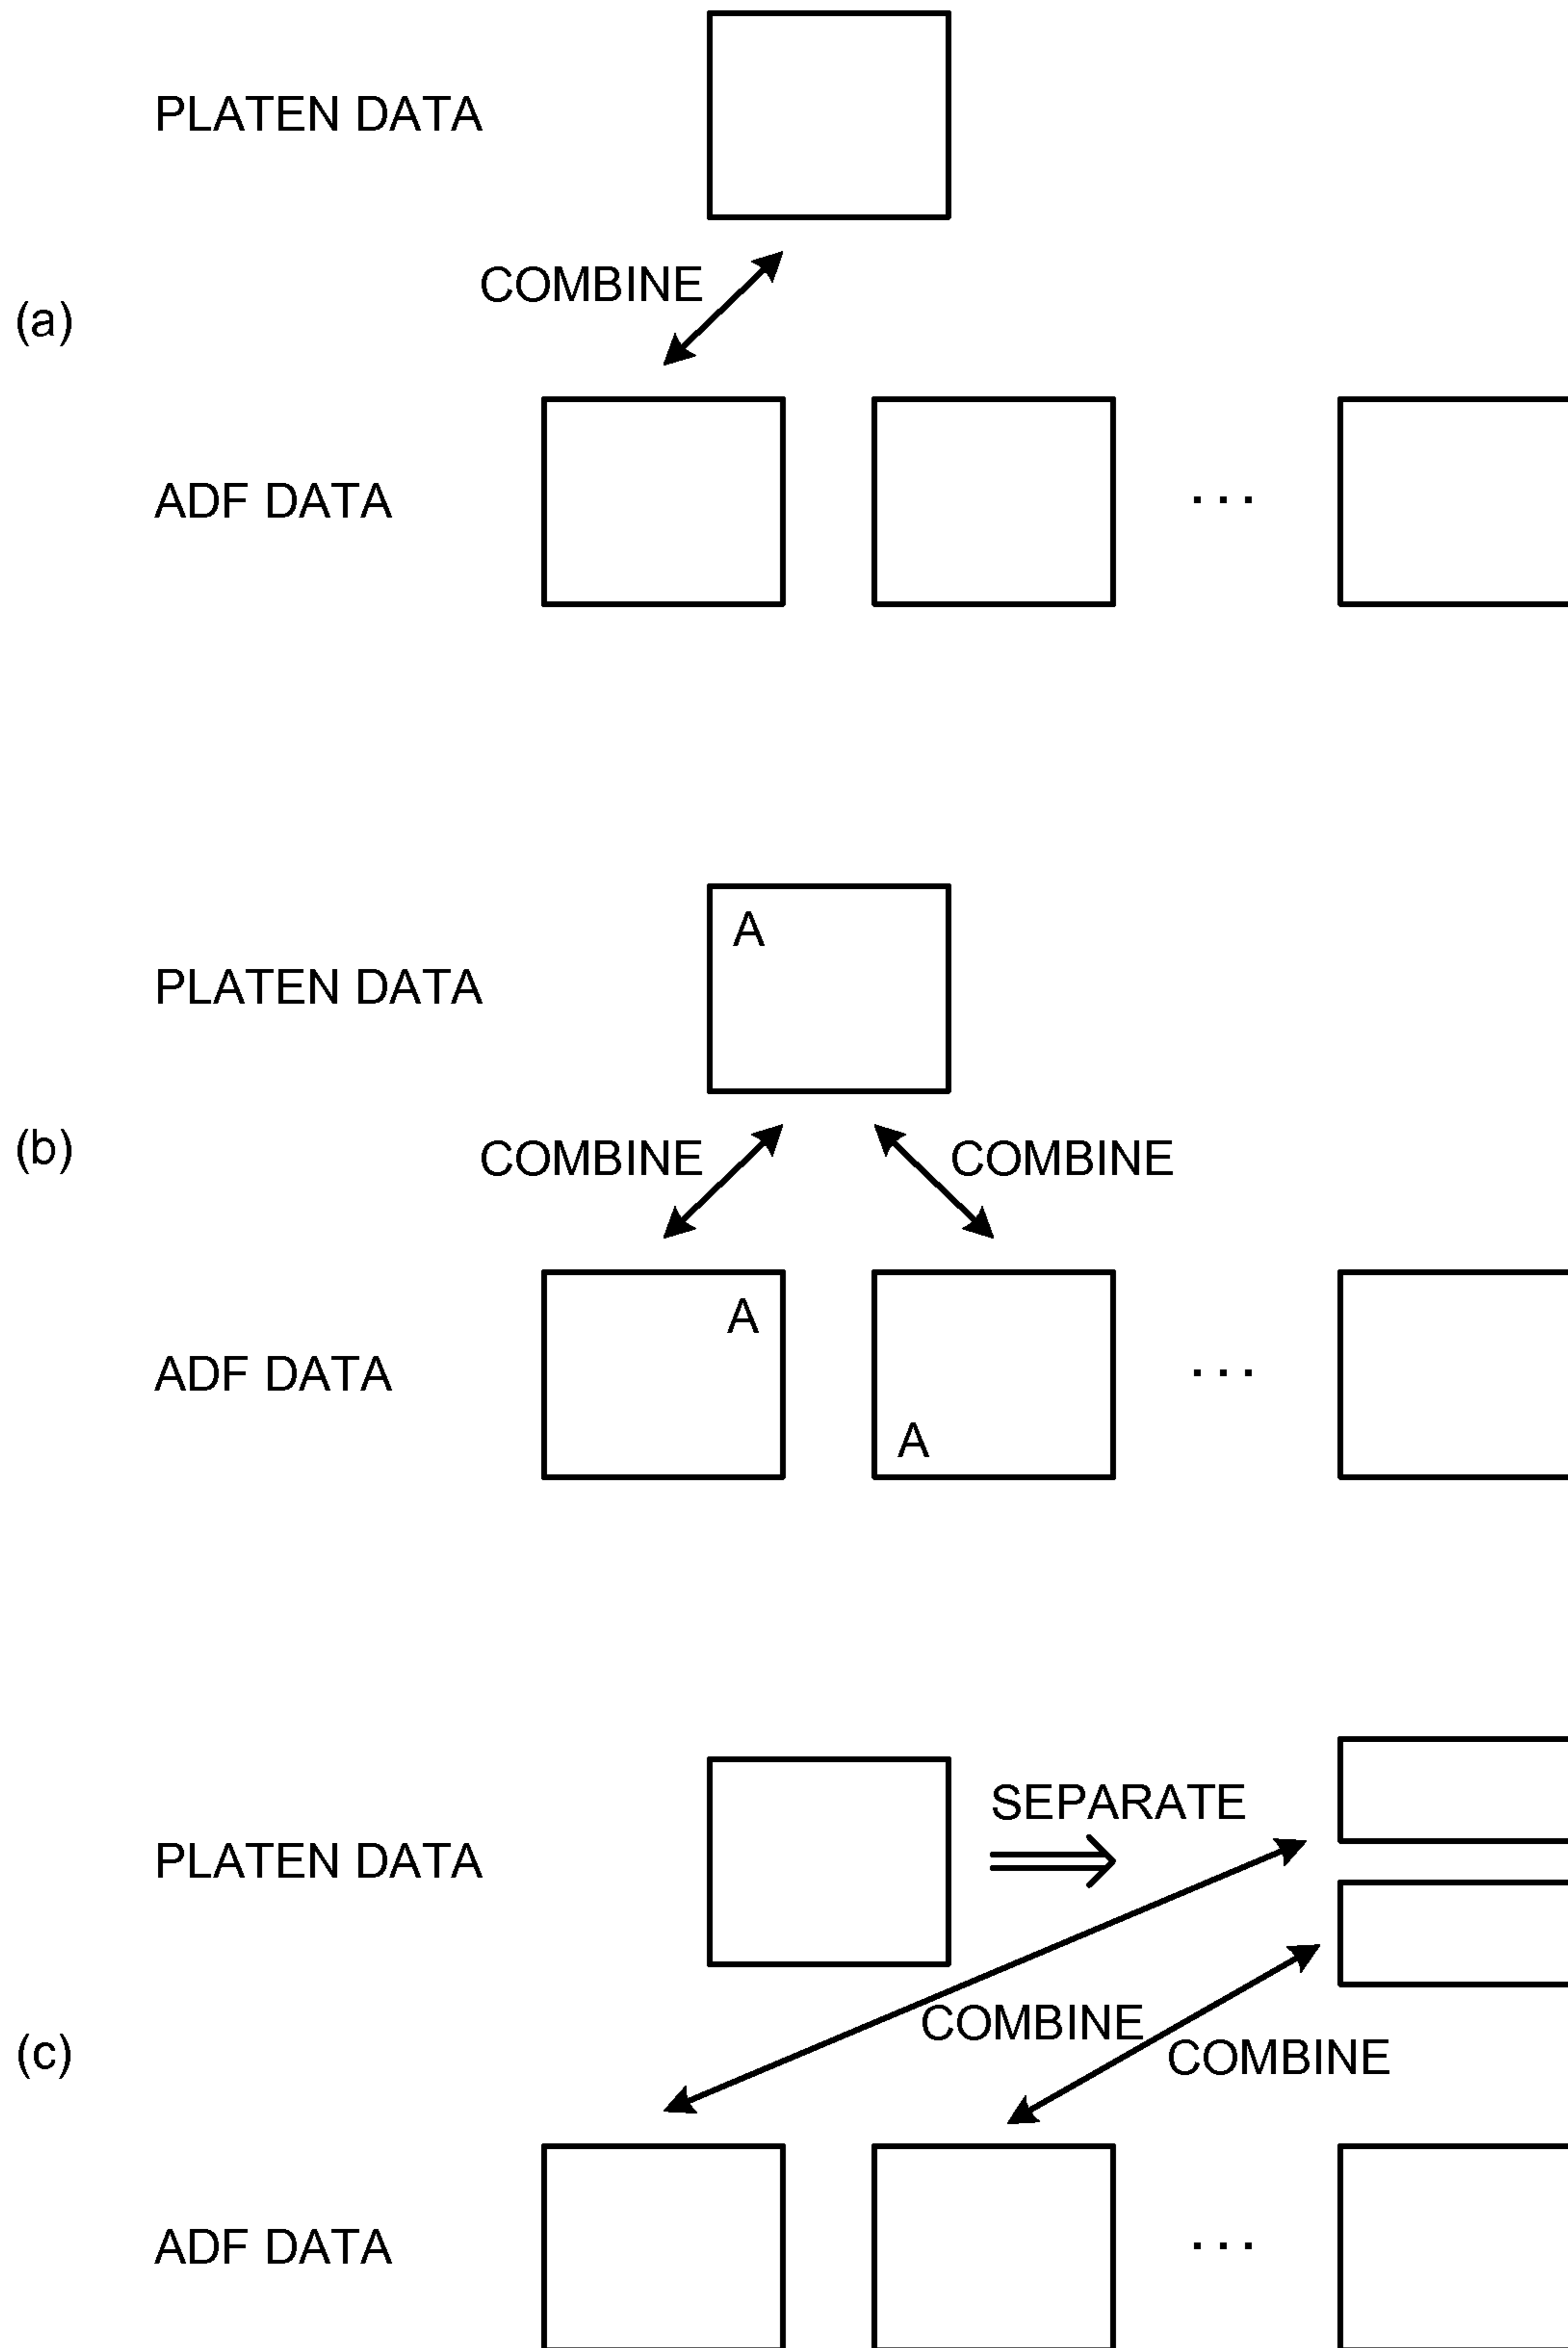 PLATEN DATA
COMBINE
(a)
ADF DATA
...
A
PLATEN DATA
(b)
COMBINE
COMBINE
A
ADF DATA
...
A
SEPARATE
PLATEN DATA
COMBINE
(c)
COMBINE
ADF DATA
...